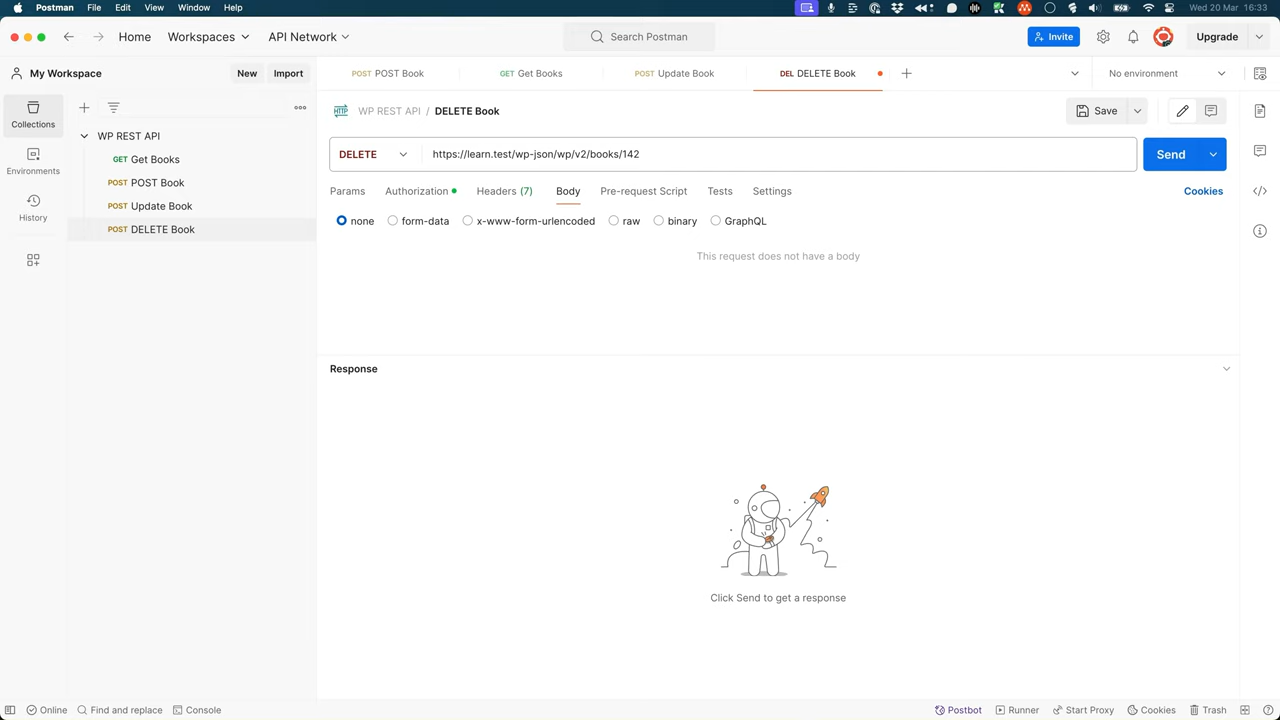 Postman File Edit View Window Help Wed 20 Mar 16:33
Home Workspaces API Network Search Postman Invite Upgrade
My Workspace New Import POST POST Book GET Get Books POST Update Book DEL DELETE Book No environment
Collections
WP REST API
GET Get Books
POST POST Book
POST Update Book
POST DELETE Book
Environments
History
WP REST API / DELETE Book Save
DELETE https://learn.test/wp-json/wp/v2/books/142 Send
Params Authorization Headers (7) Body Pre-request Script Tests Settings Cookies
none form-data x-www-form-urlencoded raw binary GraphQL
This request does not have a body
Response
Click Send to get a response
Online Find and replace Console Postbot Runner Start Proxy Cookies Trash